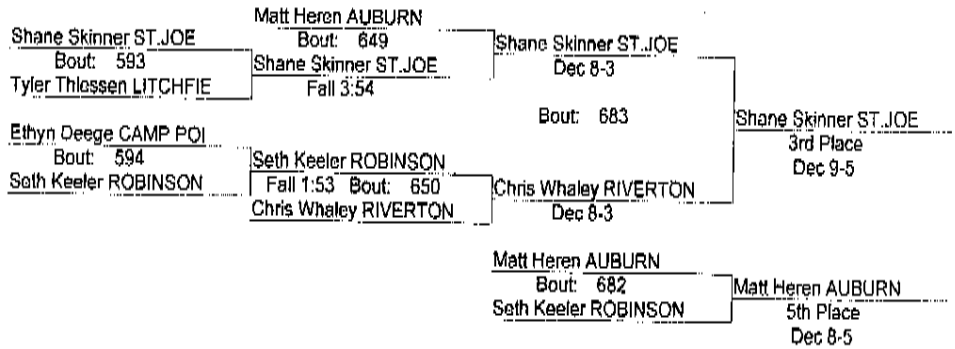 Matt Heren AUBURN
Shane Skinner ST.JOE
Bout: 649
Shane Skinner ST.JOE
Bout: 593
Shane Skinner ST.JOE
Dec 8-3
Tyler Thiessen LITCHFIE
Fall 3:54
Bout: 683
Shane Skinner ST.JOE
Ethyn Deege CAMP POI
3rd Place
Bout: 594
Seth Keeler ROBINSON
Dec 9-5
Seth Keeler ROBINSON
Fall 1:53 Bout: 650
Chris Whaley RIVERTON
Chris Whaley RIVERTON
Dec 8-3
Matt Heren AUBURN
Bout: 682
Matt Heren AUBURN
Seth Keeler ROBINSON
5th Place
Dec 8-5